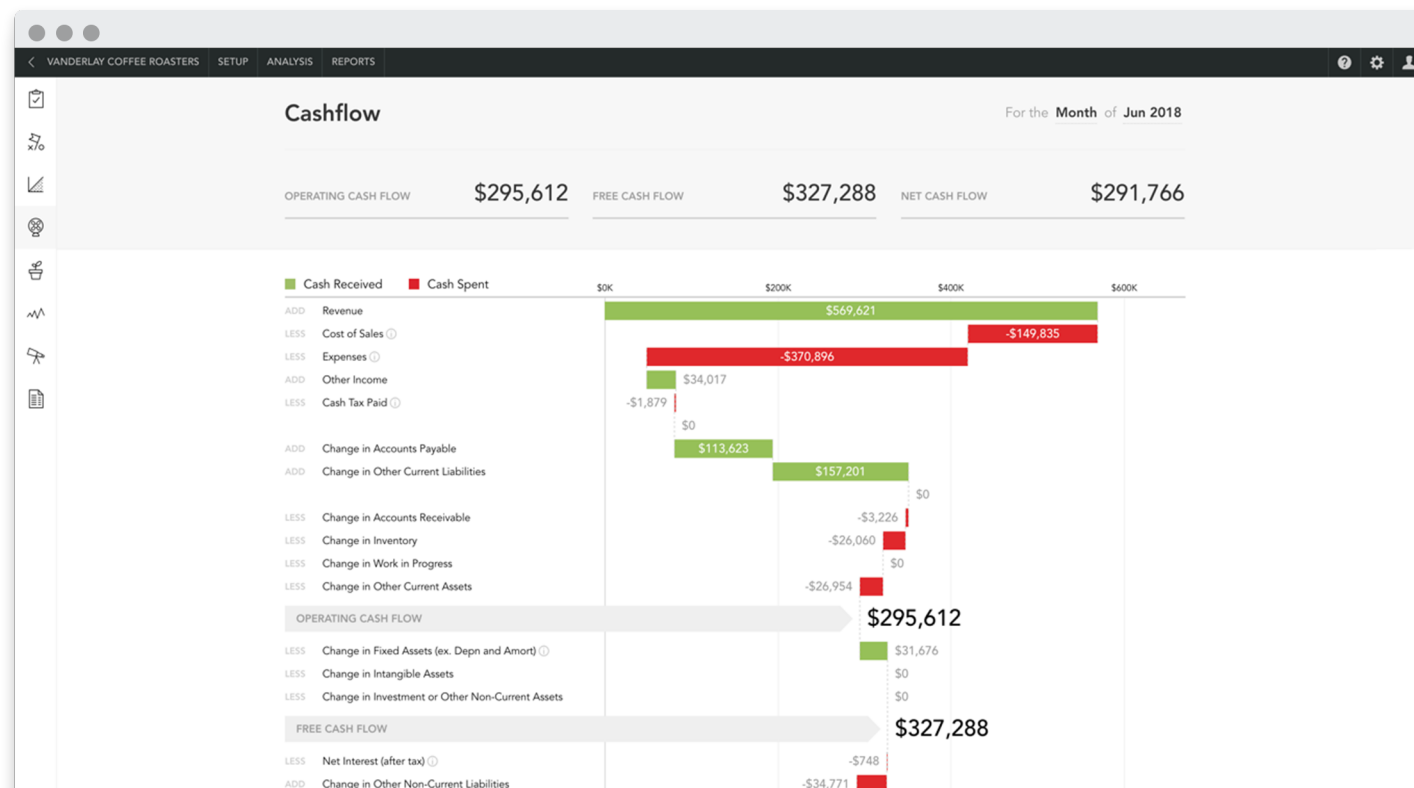 VANDERLAY COFFEE ROASTERS SETUP ANALYSIS REPORTS
Cashflow For the Month of Jun 2018
OPERATING CASH FLOW $295,612 FREE CASH FLOW $327,288 NET CASH FLOW $291,766
Cash Received Cash Spent $0K $200K $400K $600K
ADD Revenue $569,621
LESS Cost of Sales -$149,835
LESS Expenses -$370,896
ADD Other Income $34,017
LESS Cash Tax Paid -$1,879
$0
ADD Change in Accounts Payable $113,623
ADD Change in Other Current Liabilities $157,201
$0
LESS Change in Accounts Receivable -$3,226
LESS Change in Inventory -$26,060
LESS Change in Work in Progress $0
LESS Change in Other Current Assets -$26,954
OPERATING CASH FLOW $295,612
LESS Change in Fixed Assets (ex. Depn and Amort) $31,676
LESS Change in Intangible Assets $0
LESS Change in Investment or Other Non-Current Assets $0
FREE CASH FLOW $327,288
LESS Net Interest (after tax) -$748
ADD Change in Other Non-Current Liabilities -$34,771